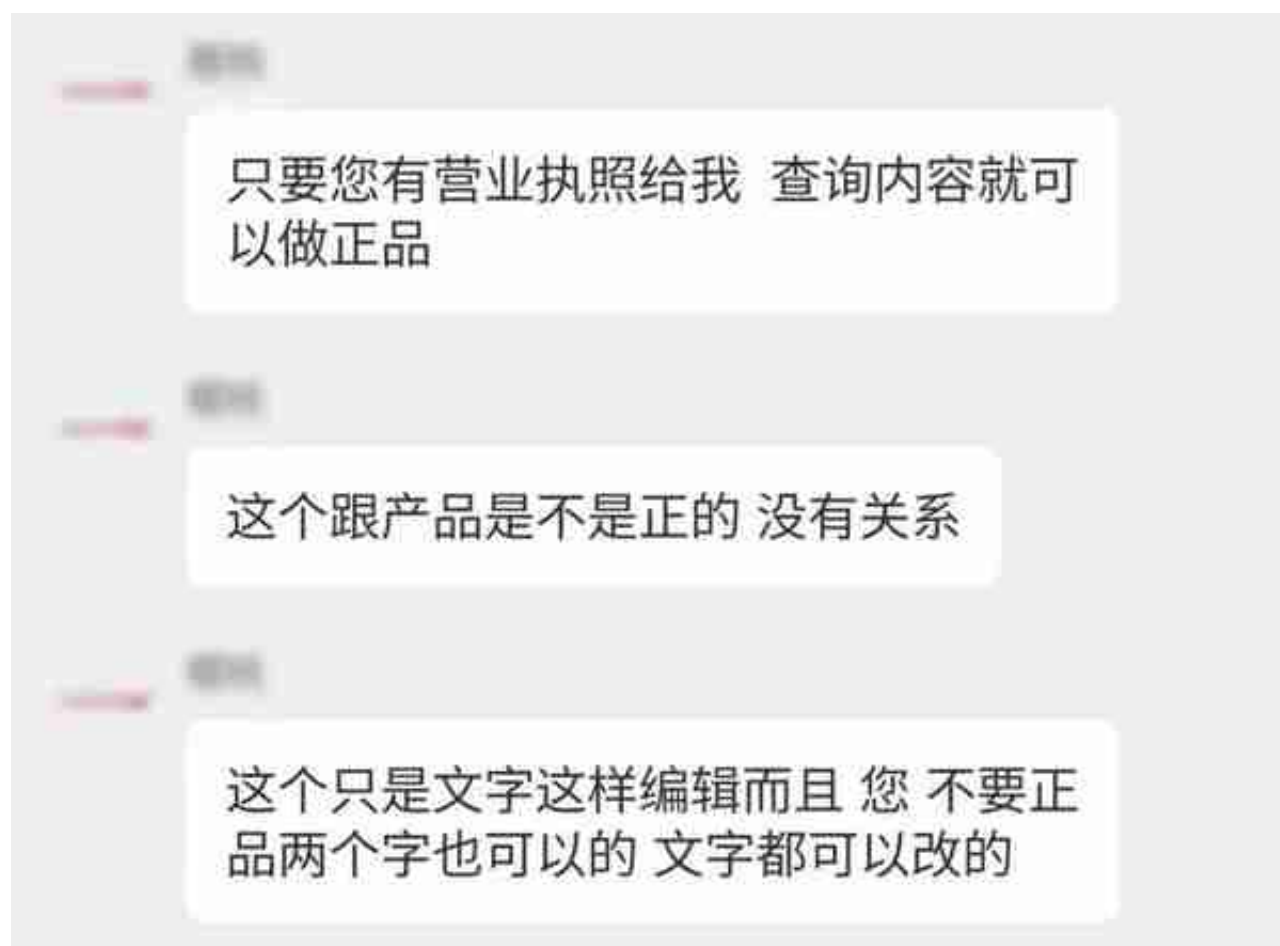 只要您有营业执照给我 查询内容就可
以做正品
这个跟产品是不是正的 没有关系
这个只是文字这样编辑而且 您 不要正
品两个字也可以的 文字都可以改的